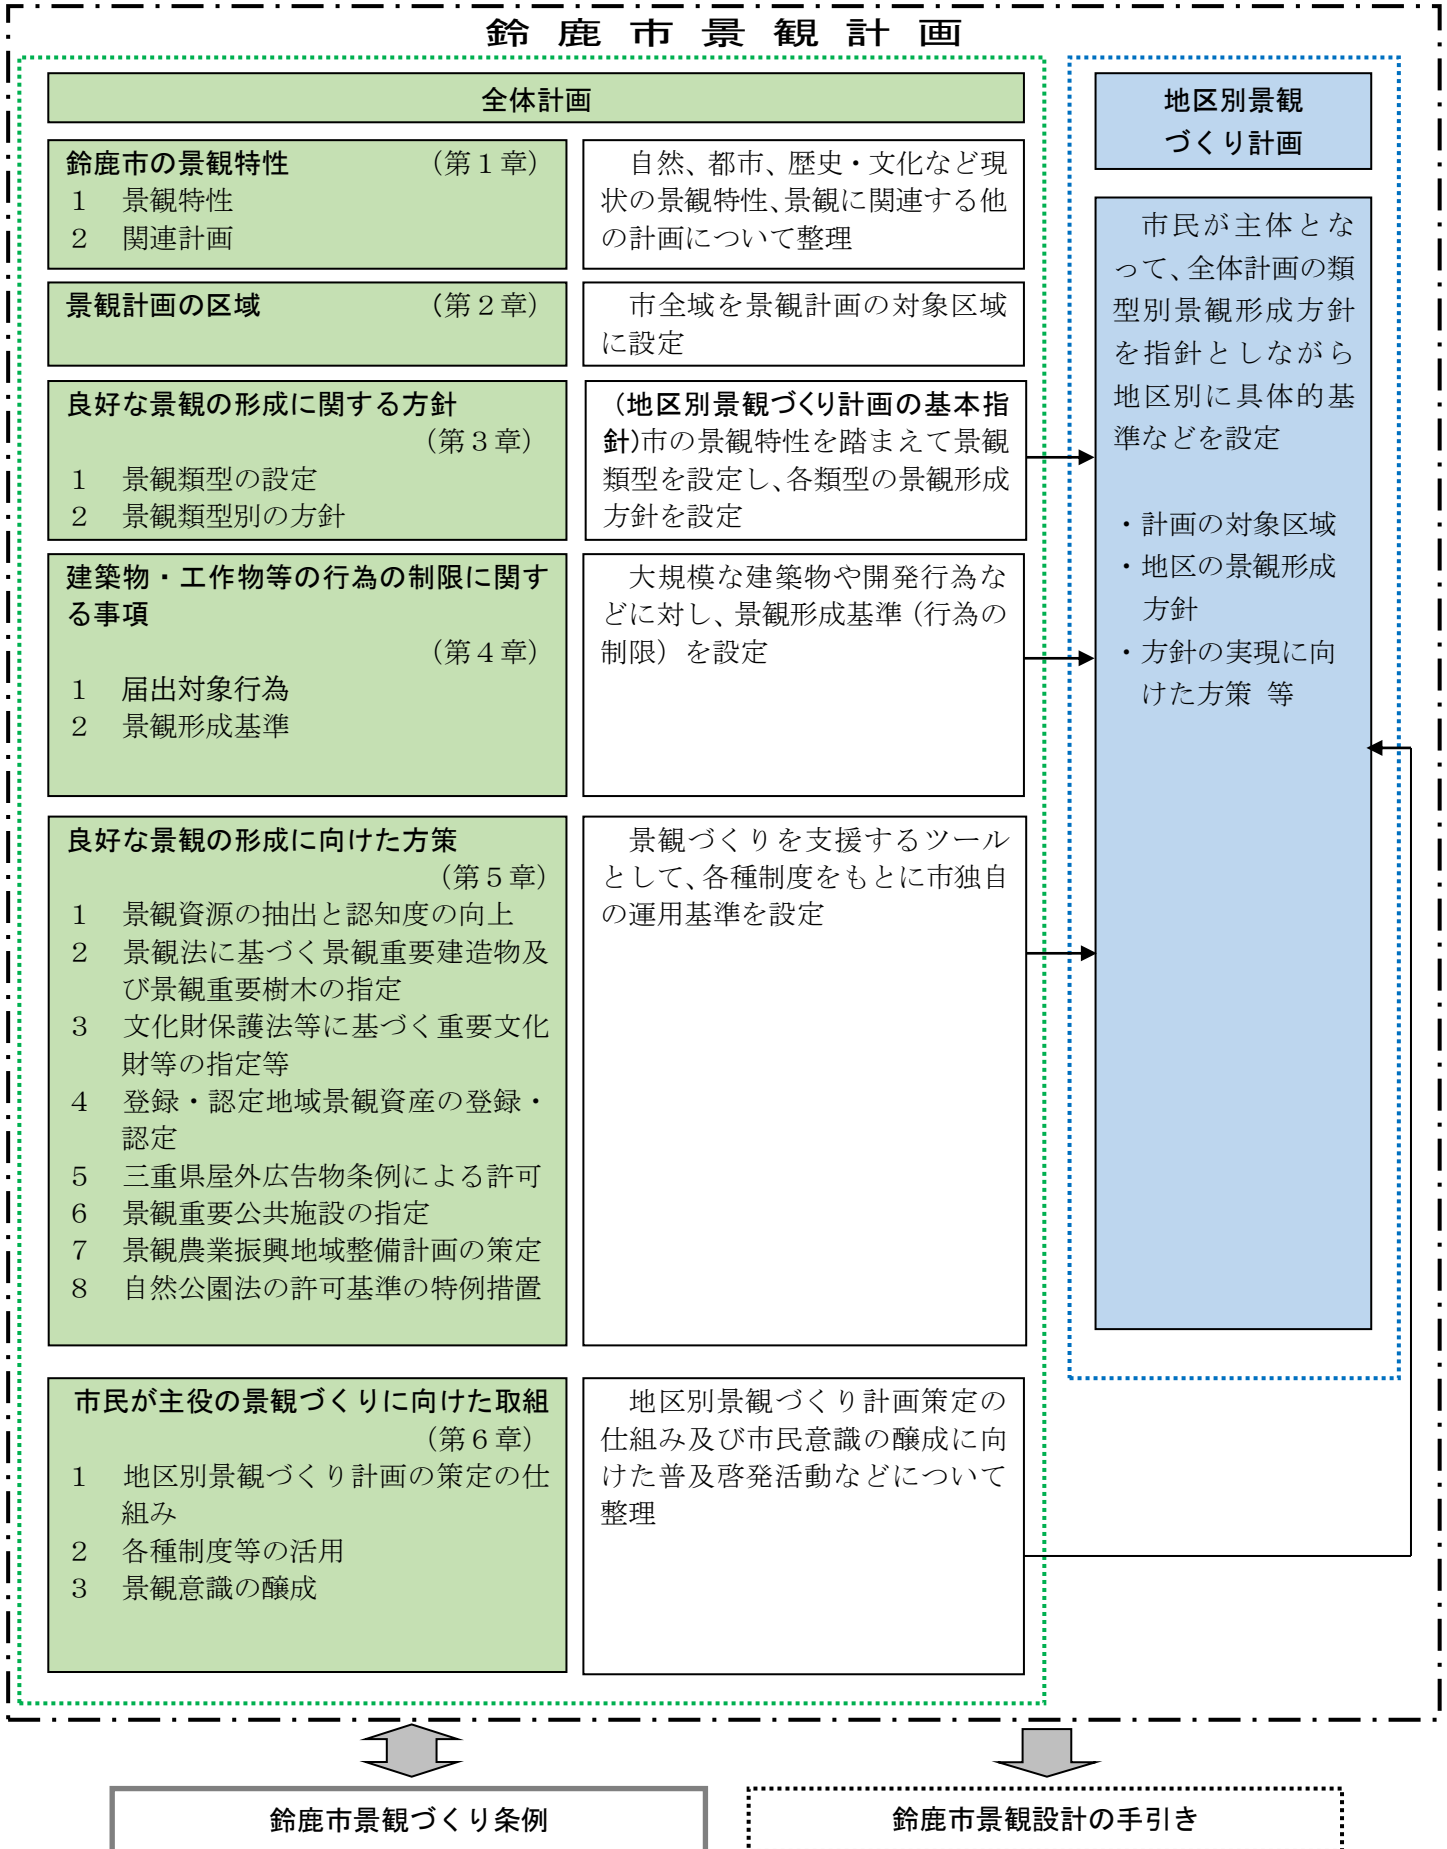 鈴鹿市景観計画
全体計画
鈴鹿市の景観特性 （第１章）
１ 景観特性
２ 関連計画
自然、都市、歴史・文化など現
状の景観特性、景観に関連する他
の計画について整理
景観計画の区域 （第２章）
市全域を景観計画の対象区域
に設定
良好な景観の形成に関する方針
（第３章）
１ 景観類型の設定
２ 景観類型別の方針
（地区別景観づくり計画の基本指
針）市の景観特性を踏まえて景観
類型を設定し、各類型の景観形成
方針を設定
建築物・工作物等の行為の制限に関す
る事項
（第４章）
１ 届出対象行為
２ 景観形成基準
大規模な建築物や開発行為な
どに対し、景観形成基準（行為の
制限）を設定
良好な景観の形成に向けた方策
（第５章）
１ 景観資源の抽出と認知度の向上
２ 景観法に基づく景観重要建造物及
び景観重要樹木の指定
３ 文化財保護法等に基づく重要文化
財等の指定等
４ 登録・認定地域景観資産の登録・
認定
５ 三重県屋外広告物条例による許可
６ 景観重要公共施設の指定
７ 景観農業振興地域整備計画の策定
８ 自然公園法の許可基準の特例措置
景観づくりを支援するツール
として、各種制度をもとに市独自
の運用基準を設定
市民が主役の景観づくりに向けた取組
（第６章）
１ 地区別景観づくり計画の策定の仕
組み
２ 各種制度等の活用
３ 景観意識の醸成
地区別景観づくり計画策定の
仕組み及び市民意識の醸成に向
けた普及啓発活動などについて
整理
地区別景観
づくり計画
市民が主体とな
って、全体計画の類
型別景観形成方針
を指針としながら
地区別に具体的基
準などを設定
・計画の対象区域
・地区の景観形成
方針
・方針の実現に向
けた方策 等
鈴鹿市景観づくり条例
鈴鹿市景観設計の手引き